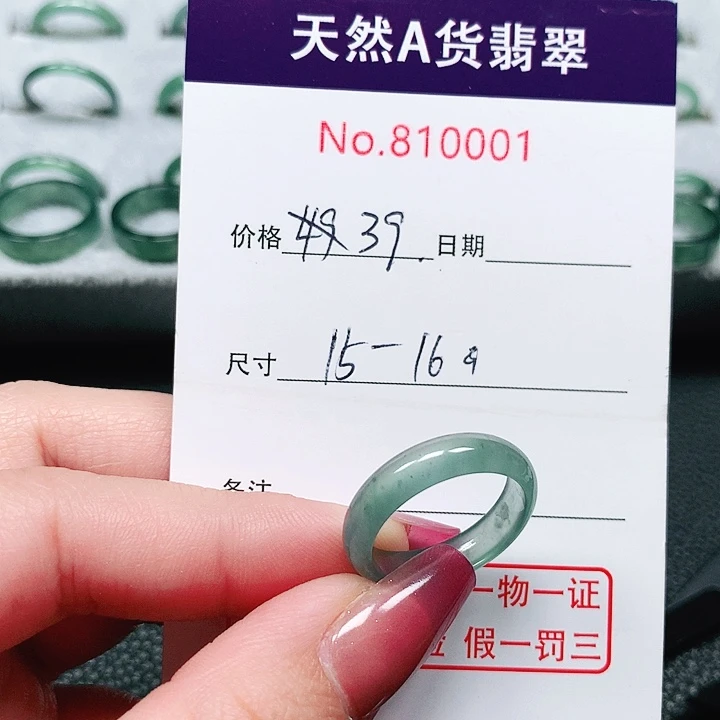 天然A货翡翠
No.810001
价格 49 39. 日期
尺寸 15-16
备注
一物一证
假一罚三